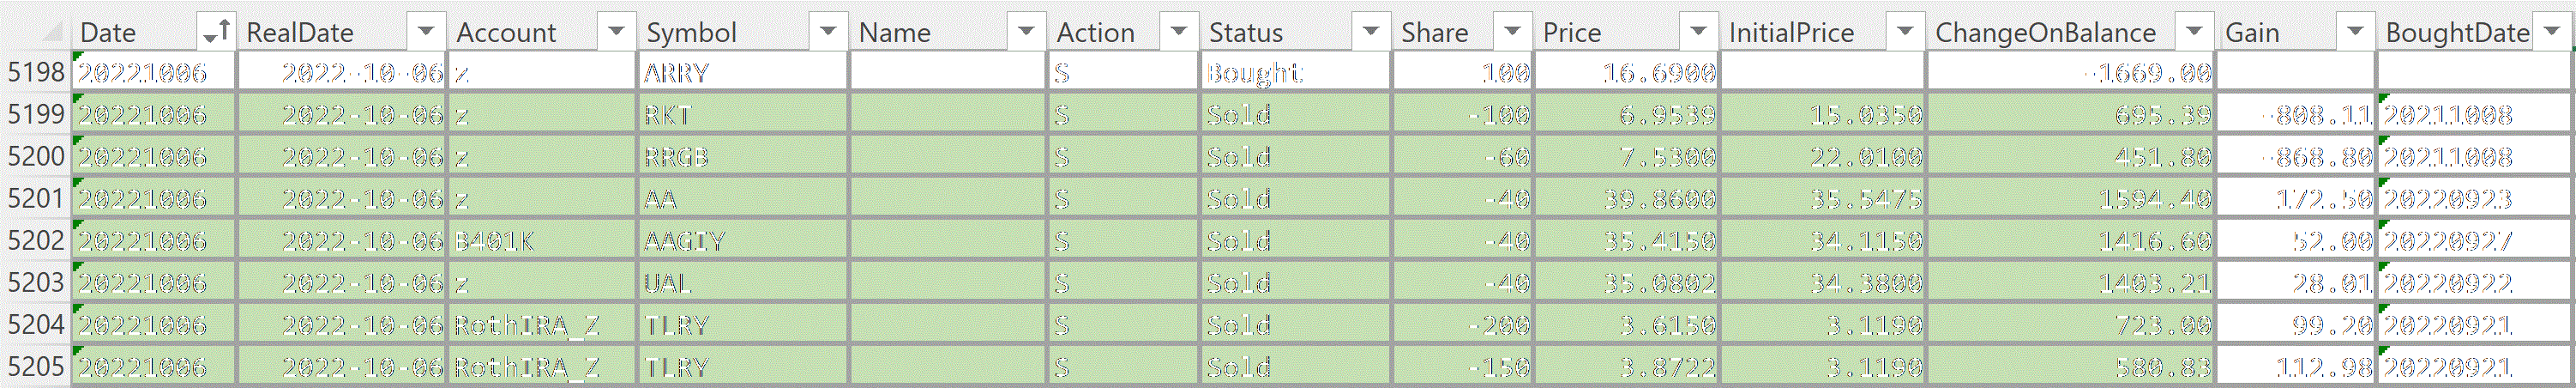 Date RealDate Account Symbol Name Action Status Share Price InitialPrice ChangeOnBalance Gain BoughtDate
5198 20221006 2022-10-06 z ARRY S Bought 100 16.6900 -1669.00
5199 20221006 2022-10-06 z RKT S Sold -100 6.9539 15.0350 695.39 -808.11 20211008
5200 20221006 2022-10-06 z RRGB S Sold -60 7.5300 22.0100 451.80 -868.80 20211008
5201 20221006 2022-10-06 z AA S Sold -40 39.8600 35.5475 1594.40 172.50 20220923
5202 20221006 2022-10-06 B401K AAGIY S Sold -40 35.4150 34.1150 1416.60 52.00 20220927
5203 20221006 2022-10-06 z UAL S Sold -40 35.0802 34.3800 1403.21 28.01 20220922
5204 20221006 2022-10-06 RothIRA_Z TLRY S Sold -200 3.6150 3.1190 723.00 99.20 20220921
5205 20221006 2022-10-06 RothIRA_Z TLRY S Sold -150 3.8722 3.1190 580.83 112.98 20220921